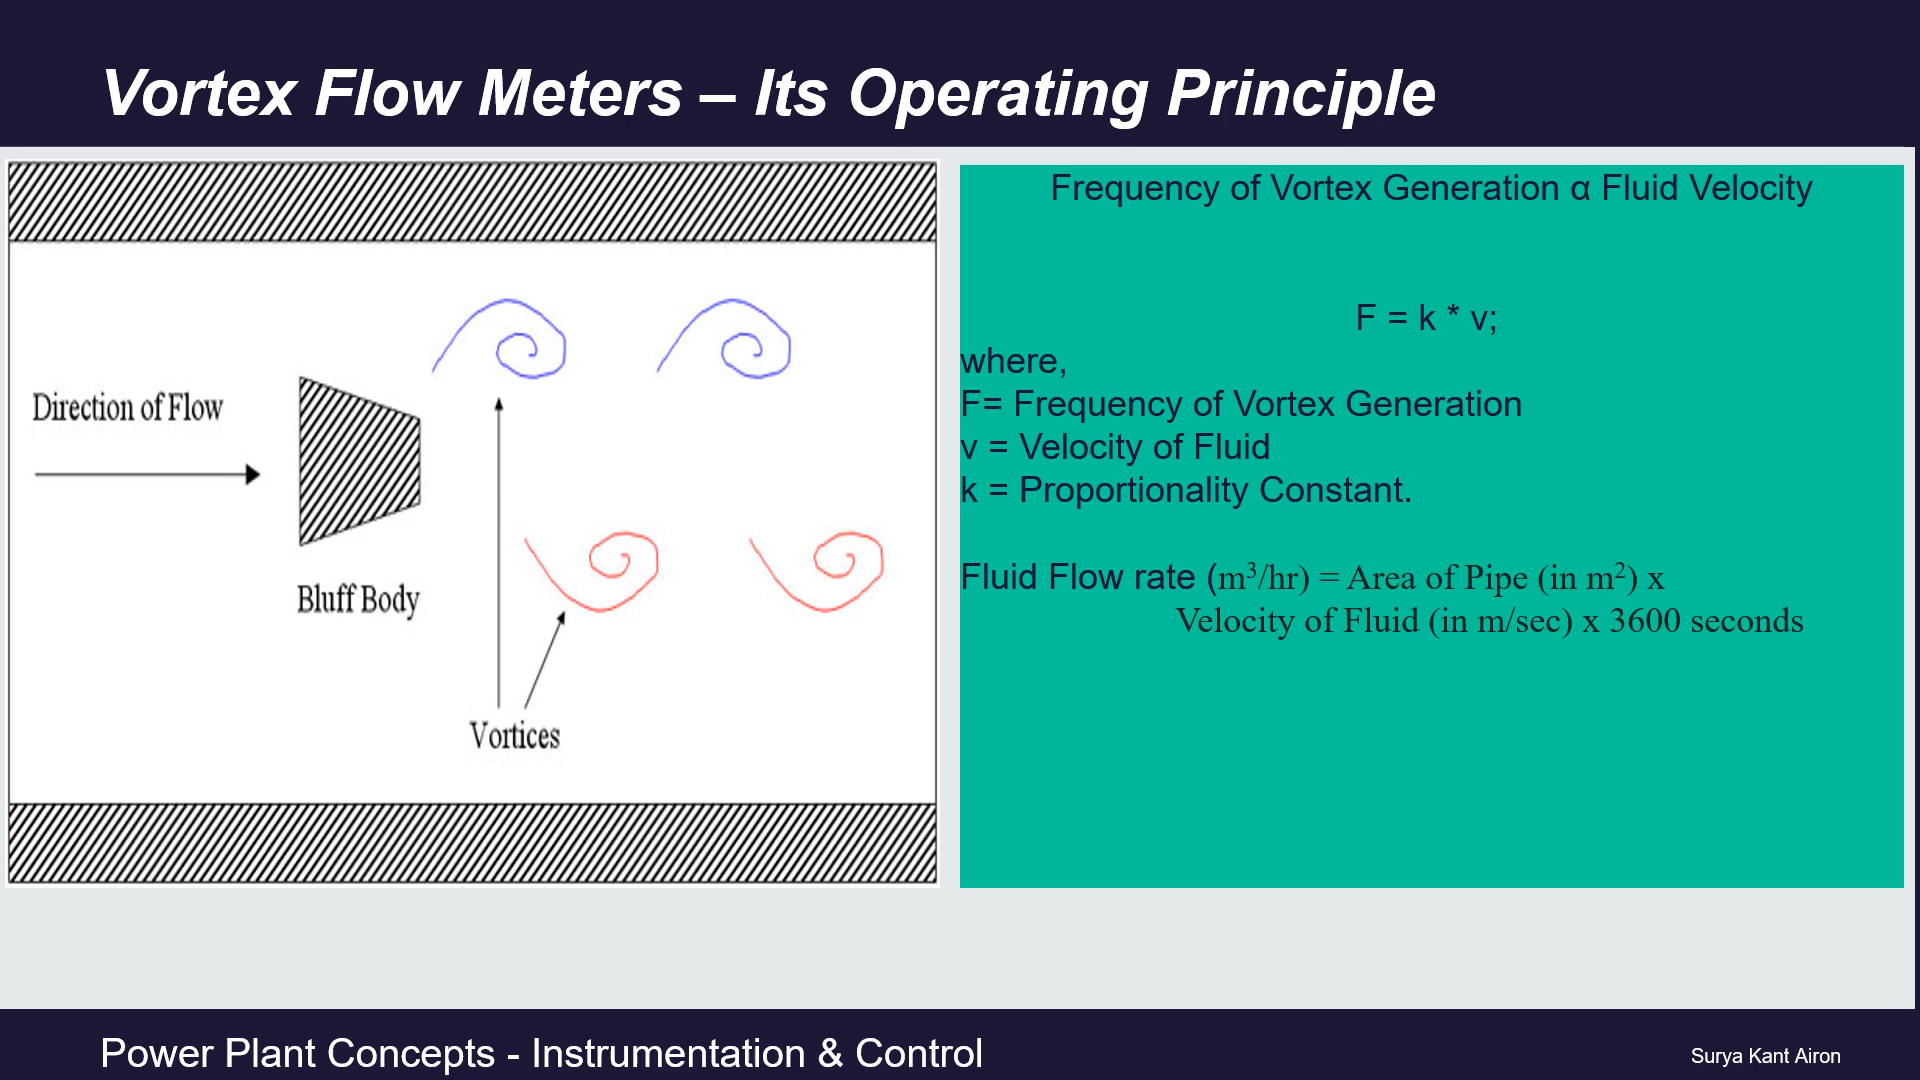 Vortex Flow Meters – Its Operating Principle
Direction of Flow
Bluff Body
Vortices
Frequency of Vortex Generation α Fluid Velocity
F = k * v;
where,
F= Frequency of Vortex Generation
v = Velocity of Fluid
k = Proportionality Constant.
Fluid Flow rate (m³/hr) = Area of Pipe (in m²) x
Velocity of Fluid (in m/sec) x 3600 seconds
Power Plant Concepts - Instrumentation & Control
Surya Kant Airon